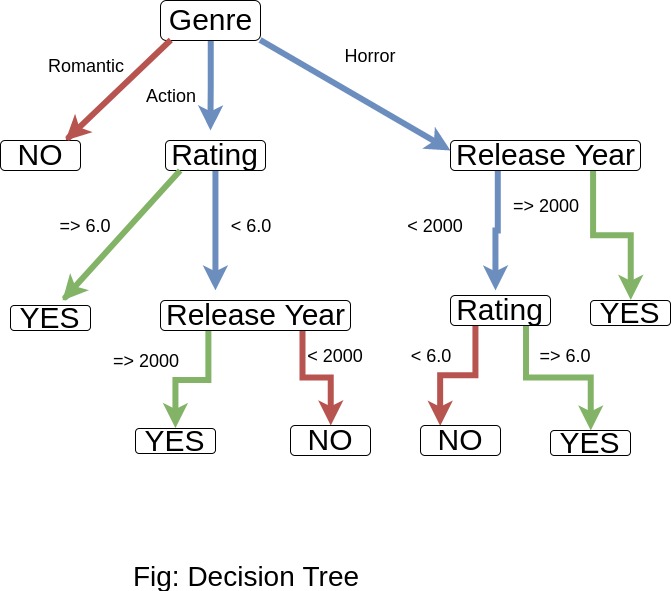 Genre
Romantic
Action
Horror
NO
Rating
Release Year
=> 6.0
< 6.0
< 2000
=> 2000
YES
Release Year
Rating
YES
=> 2000
< 2000
< 6.0
=> 6.0
YES
NO
NO
YES
Fig: Decision Tree